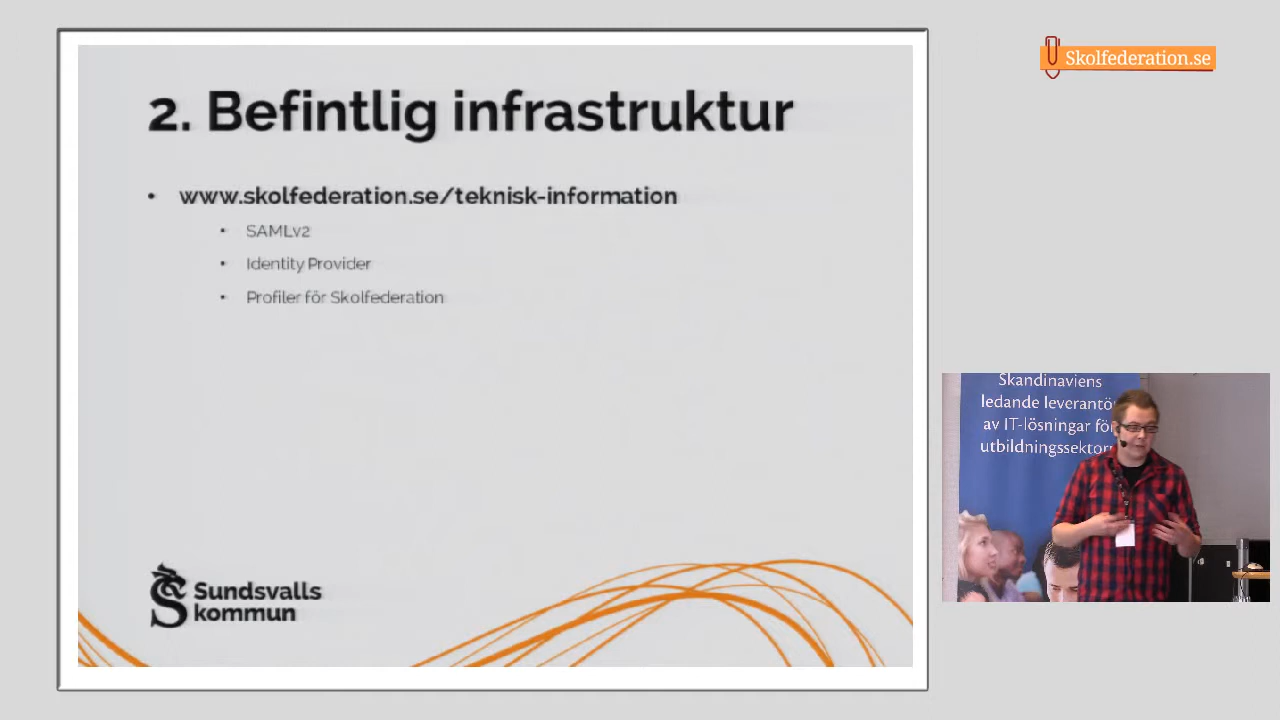 2. Befintlig infrastruktur
• www.skolfederation.se/teknisk-information
• SAMLv2
• Identity Provider
• Profiler för Skolfederation
Sundsvalls
kommun
Skolfederation.se
Skandinaviens
ledande leverantö
av IT-lösningar för
utbildningssektor